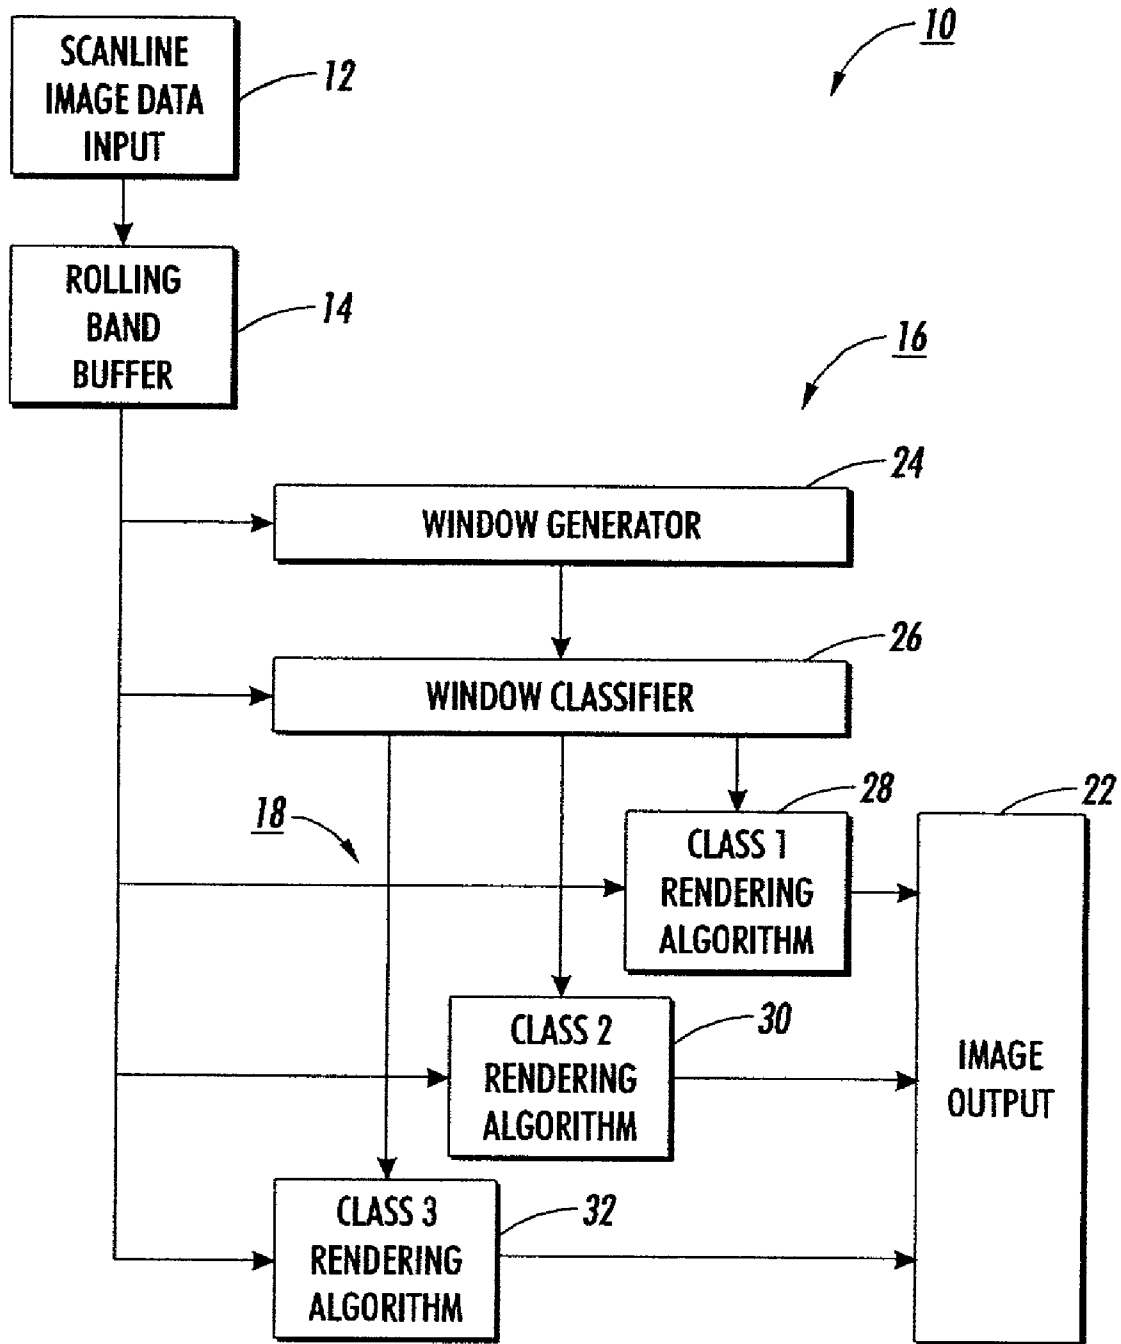 SCANLINE
IMAGE DATA
INPUT
12
10
ROLLING
BAND
BUFFER
14
16
24
WINDOW GENERATOR
26
WINDOW CLASSIFIER
18
28
22
CLASS 1
RENDERING
ALGORITHM
30
CLASS 2
RENDERING
ALGORITHM
IMAGE
OUTPUT
32
CLASS 3
RENDERING
ALGORITHM